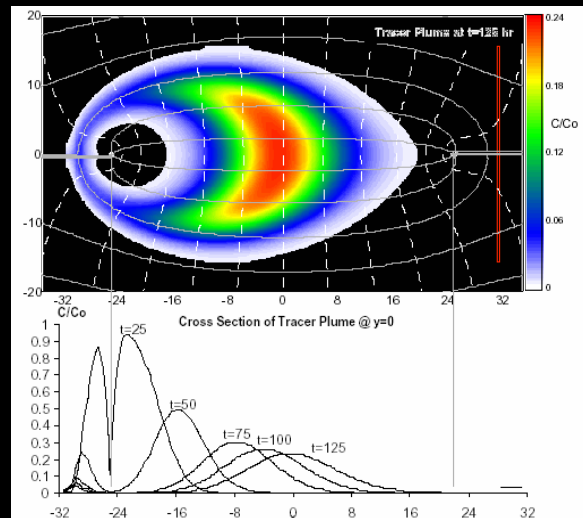 Tracer Plume at t=125 hr
20
10
0
-10
-20
-32 -24 -16 -8 0 8 16 24 32
0.24
0.18
C/Co
0.12
0.06
0
C/Co
Cross Section of Tracer Plume @ y=0
1
0.9
0.8
0.7
0.6
0.5
0.4
0.3
0.2
0.1
0
t=25
t=50
t=75
t=100
t=125
-32 -24 -16 -8 0 8 16 24 32